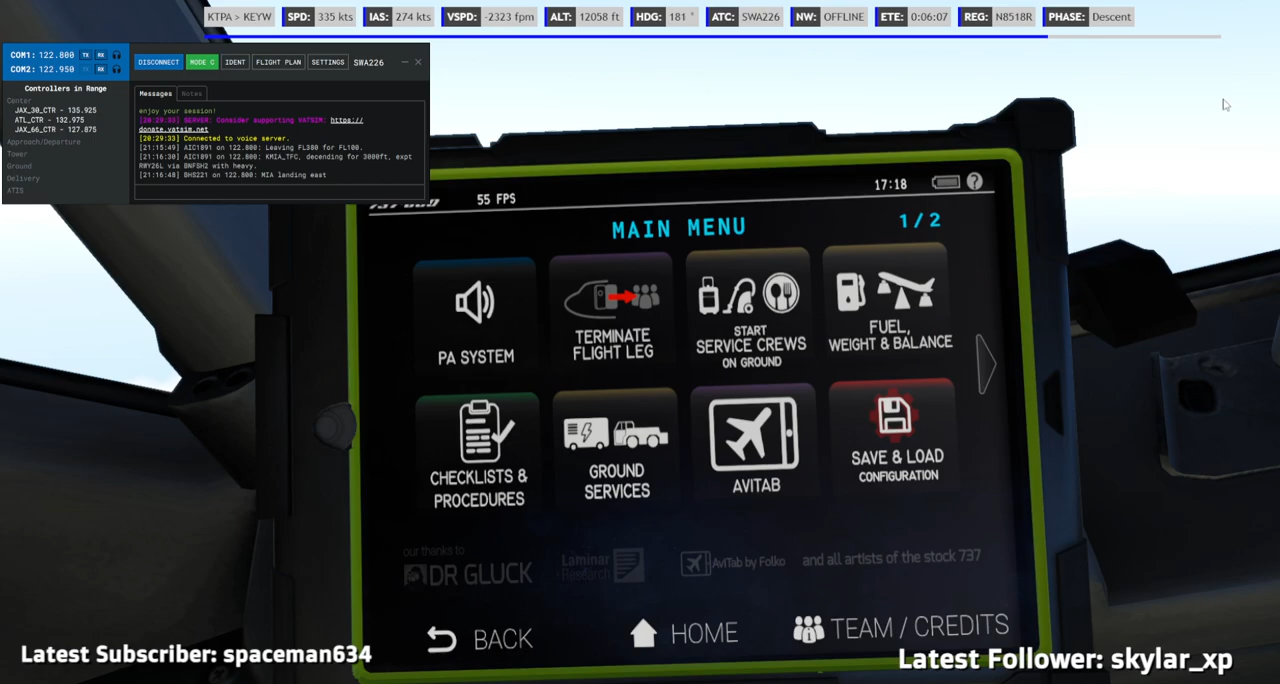 KTPA > KEYW SPD: 335 kts IAS: 274 kts VSPD: -2323 fpm ALT: 12058 ft HDG: 181 ° ATC: SWA226 NW: OFFLINE ETE: 0:06:07 REG: N8518R PHASE: Descent
COM1: 122.800 TX RX
COM2: 122.950 TX RX
DISCONNECT MODE C IDENT FLIGHT PLAN SETTINGS SWA226
Controllers in Range
Center
JAX_30_CTR - 135.925
ATL_CTR - 132.975
JAX_66_CTR - 127.875
Approach/Departure
Tower
Ground
Delivery
ATIS
Messages Notes
enjoy your session!
[20:29:33] SERVER: Consider supporting VATSIM: https://
donate.vatsim.net
[20:29:33] Connected to voice server.
[21:15:49] AIC1891 on 122.800: Leaving FL380 for FL100.
[21:16:30] AIC1891 on 122.800: KMIA_TFC, decending for 3000ft, expt
RWY26L via BNFSH2 with heavy.
[21:16:48] BHS221 on 122.800: MIA landing east
55 FPS 17:18 ?
MAIN MENU 1/2
PA SYSTEM
TERMINATE
FLIGHT LEG
START
SERVICE CREWS
ON GROUND
FUEL,
WEIGHT & BALANCE
CHECKLISTS &
PROCEDURES
GROUND
SERVICES
AVITAB
SAVE & LOAD
CONFIGURATION
our thanks to
DR GLUCK
Laminar
Research
AviTab by Folko
and all artists of the stock 737
BACK HOME TEAM / CREDITS
Latest Subscriber: spaceman634
Latest Follower: skylar_xp